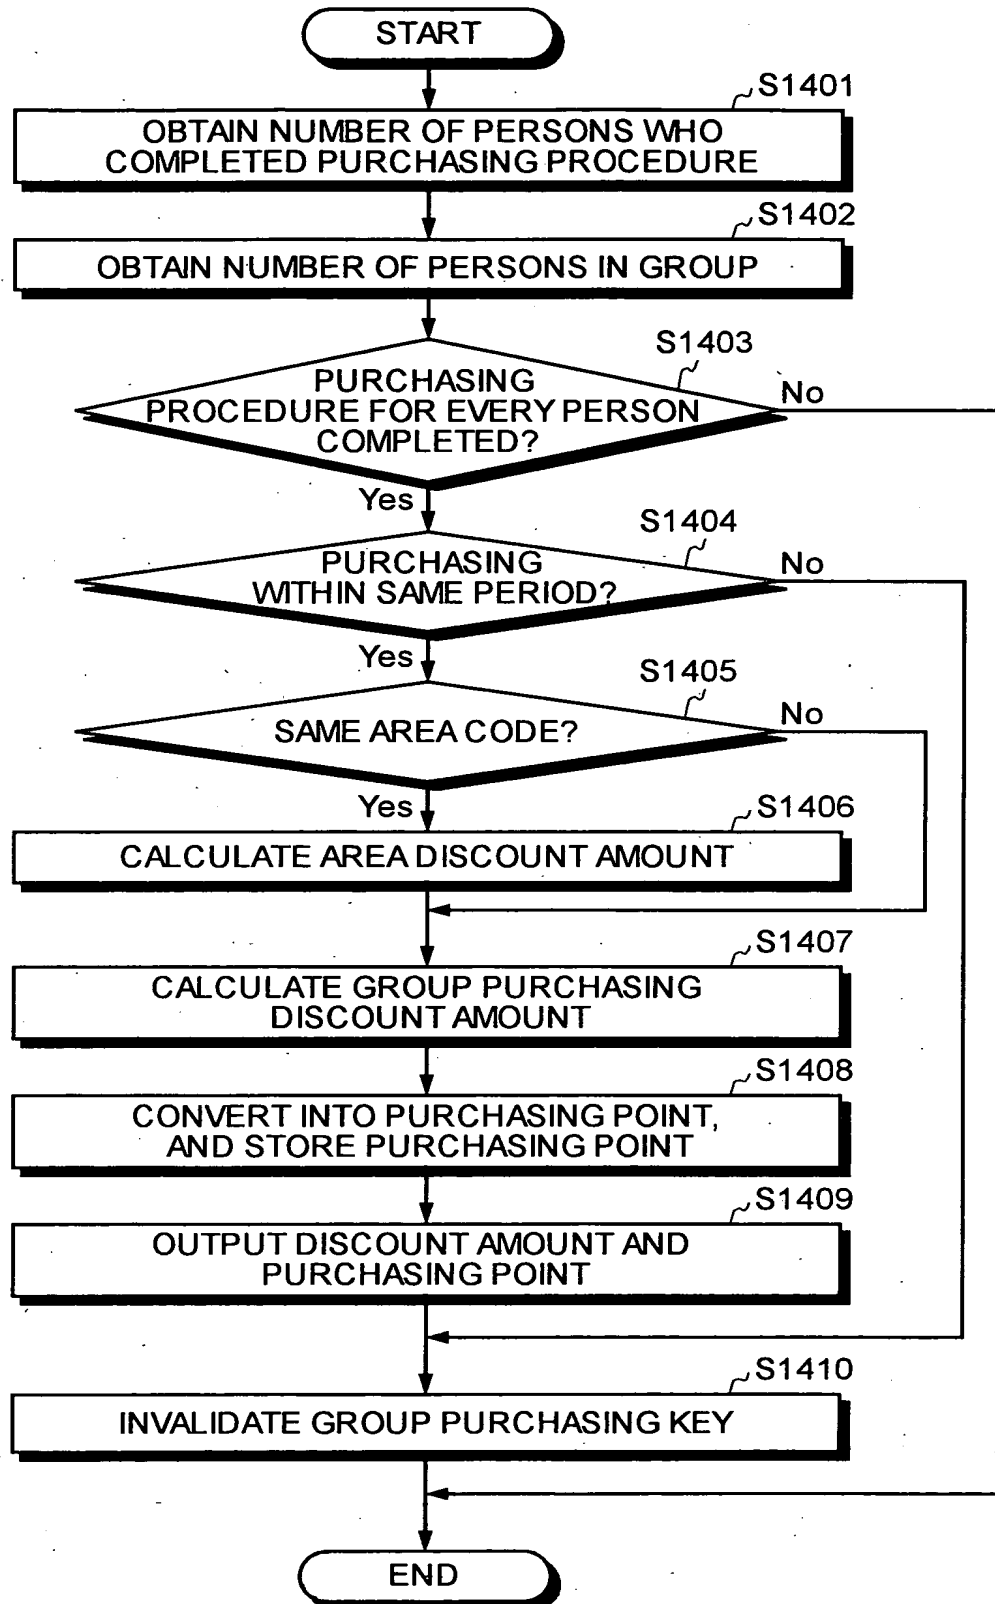 START
S1401
OBTAIN NUMBER OF PERSONS WHO
COMPLETED PURCHASING PROCEDURE
S1402
OBTAIN NUMBER OF PERSONS IN GROUP
S1403
PURCHASING
PROCEDURE FOR EVERY PERSON
COMPLETED?
No
Yes
S1404
PURCHASING
WITHIN SAME PERIOD?
No
Yes
S1405
SAME AREA CODE?
No
Yes
S1406
CALCULATE AREA DISCOUNT AMOUNT
S1407
CALCULATE GROUP PURCHASING
DISCOUNT AMOUNT
S1408
CONVERT INTO PURCHASING POINT,
AND STORE PURCHASING POINT
S1409
OUTPUT DISCOUNT AMOUNT AND
PURCHASING POINT
S1410
INVALIDATE GROUP PURCHASING KEY
END